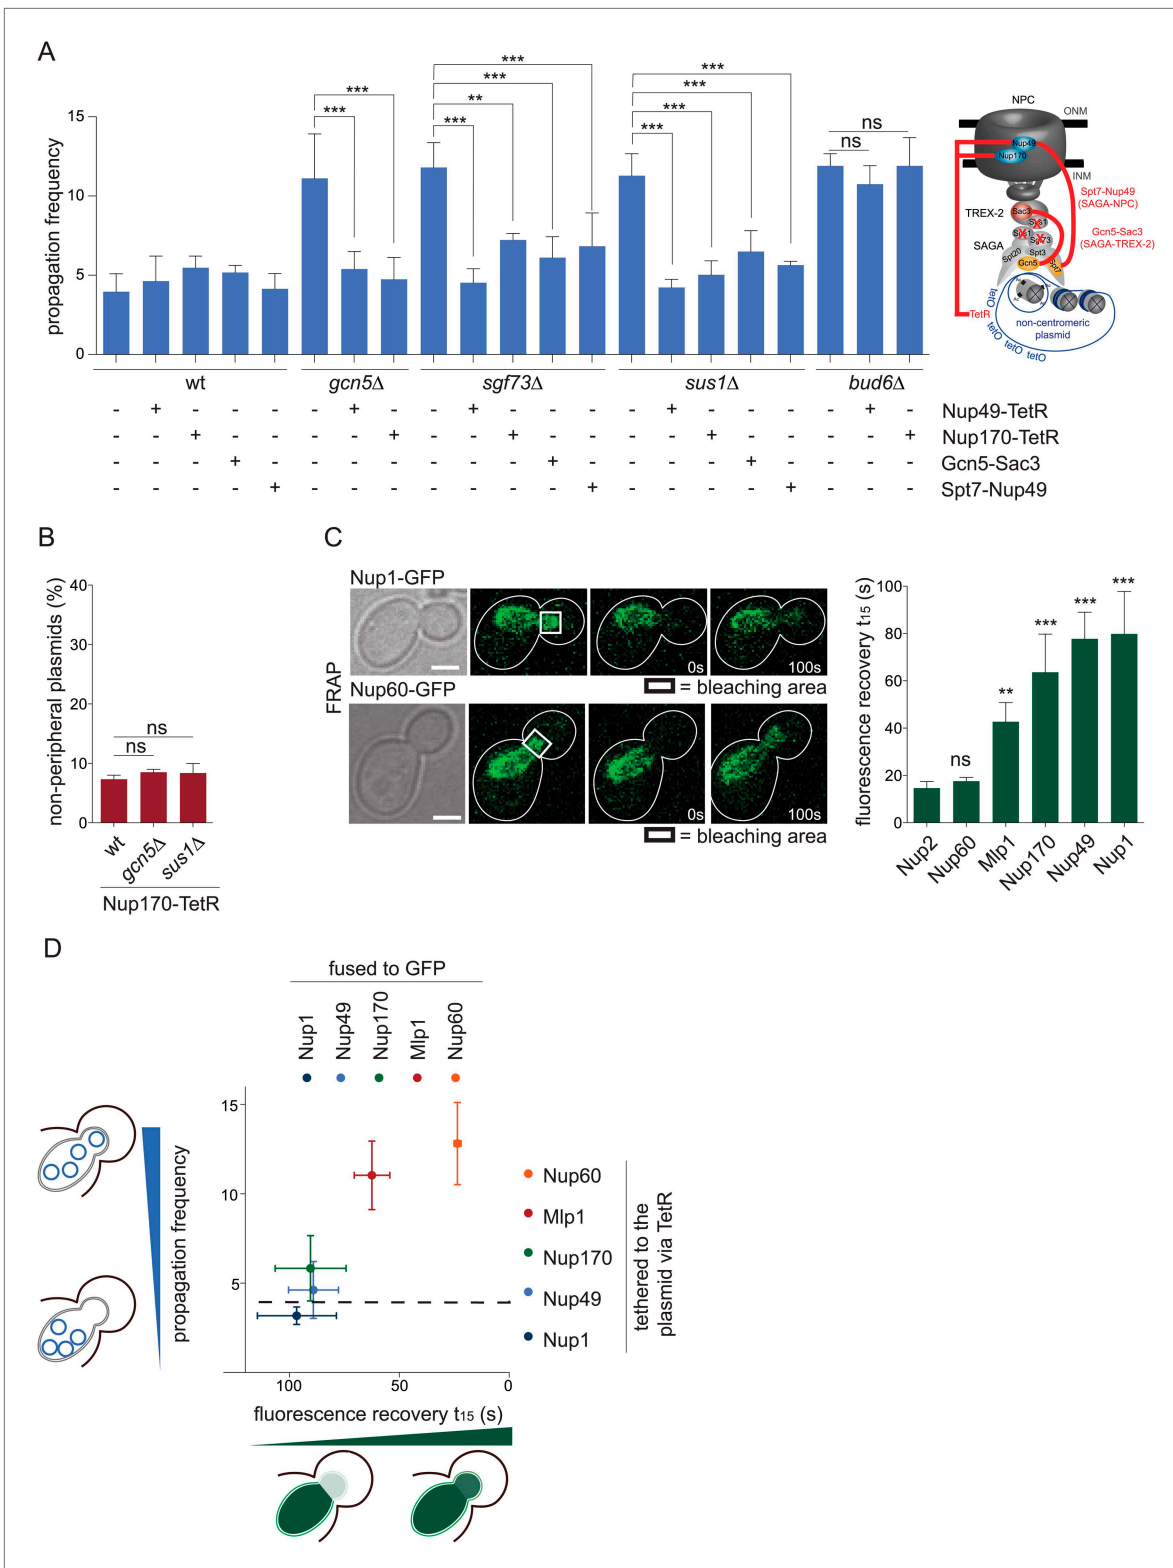 A
propagation frequency
15
10
5
0
***
***
***
***
**
***
***
***
***
***
ns
ns
wt
gcn5Δ
sgf73Δ
sus1Δ
bud6Δ
- + - - - - + - - + - - - - + - - - - + -
Nup49-TetR
- - + - - - - + - - + - - - - + - - - - +
Nup170-TetR
- - - + - - - - - - - + - - - - + - - - -
Gcn5-Sac3
- - - - + - - - - - - - + - - - - + - - -
Spt7-Nup49
NPC
ONM
Nup49
Nup170
INM
Spt7-Nup49
(SAGA-NPC)
TREX-2
Sac3
Sus1
Gcn5-Sac3
(SAGA-TREX-2)
Sus1
Sgf73
SAGA
Spt20
Spt3
Gcn5
Spt7
tetO
TetR
tetO
tetO
tetO
non-centromeric
plasmid
B
non-peripheral plasmids (%)
40
30
20
10
0
ns
ns
wt
gcn5Δ
sus1Δ
Nup170-TetR
C
FRAP
Nup1-GFP
0s
100s
= bleaching area
Nup60-GFP
0s
100s
= bleaching area
fluorescence recovery t15 (s)
100
80
60
40
20
0
ns
**
***
***
***
Nup2
Nup60
Mlp1
Nup170
Nup49
Nup1
D
fused to GFP
Nup1
Nup49
Nup170
Mlp1
Nup60
propagation frequency
15
10
5
100
50
0
fluorescence recovery t15 (s)
Nup60
Mlp1
Nup170
Nup49
Nup1
tethered to the
plasmid via TetR